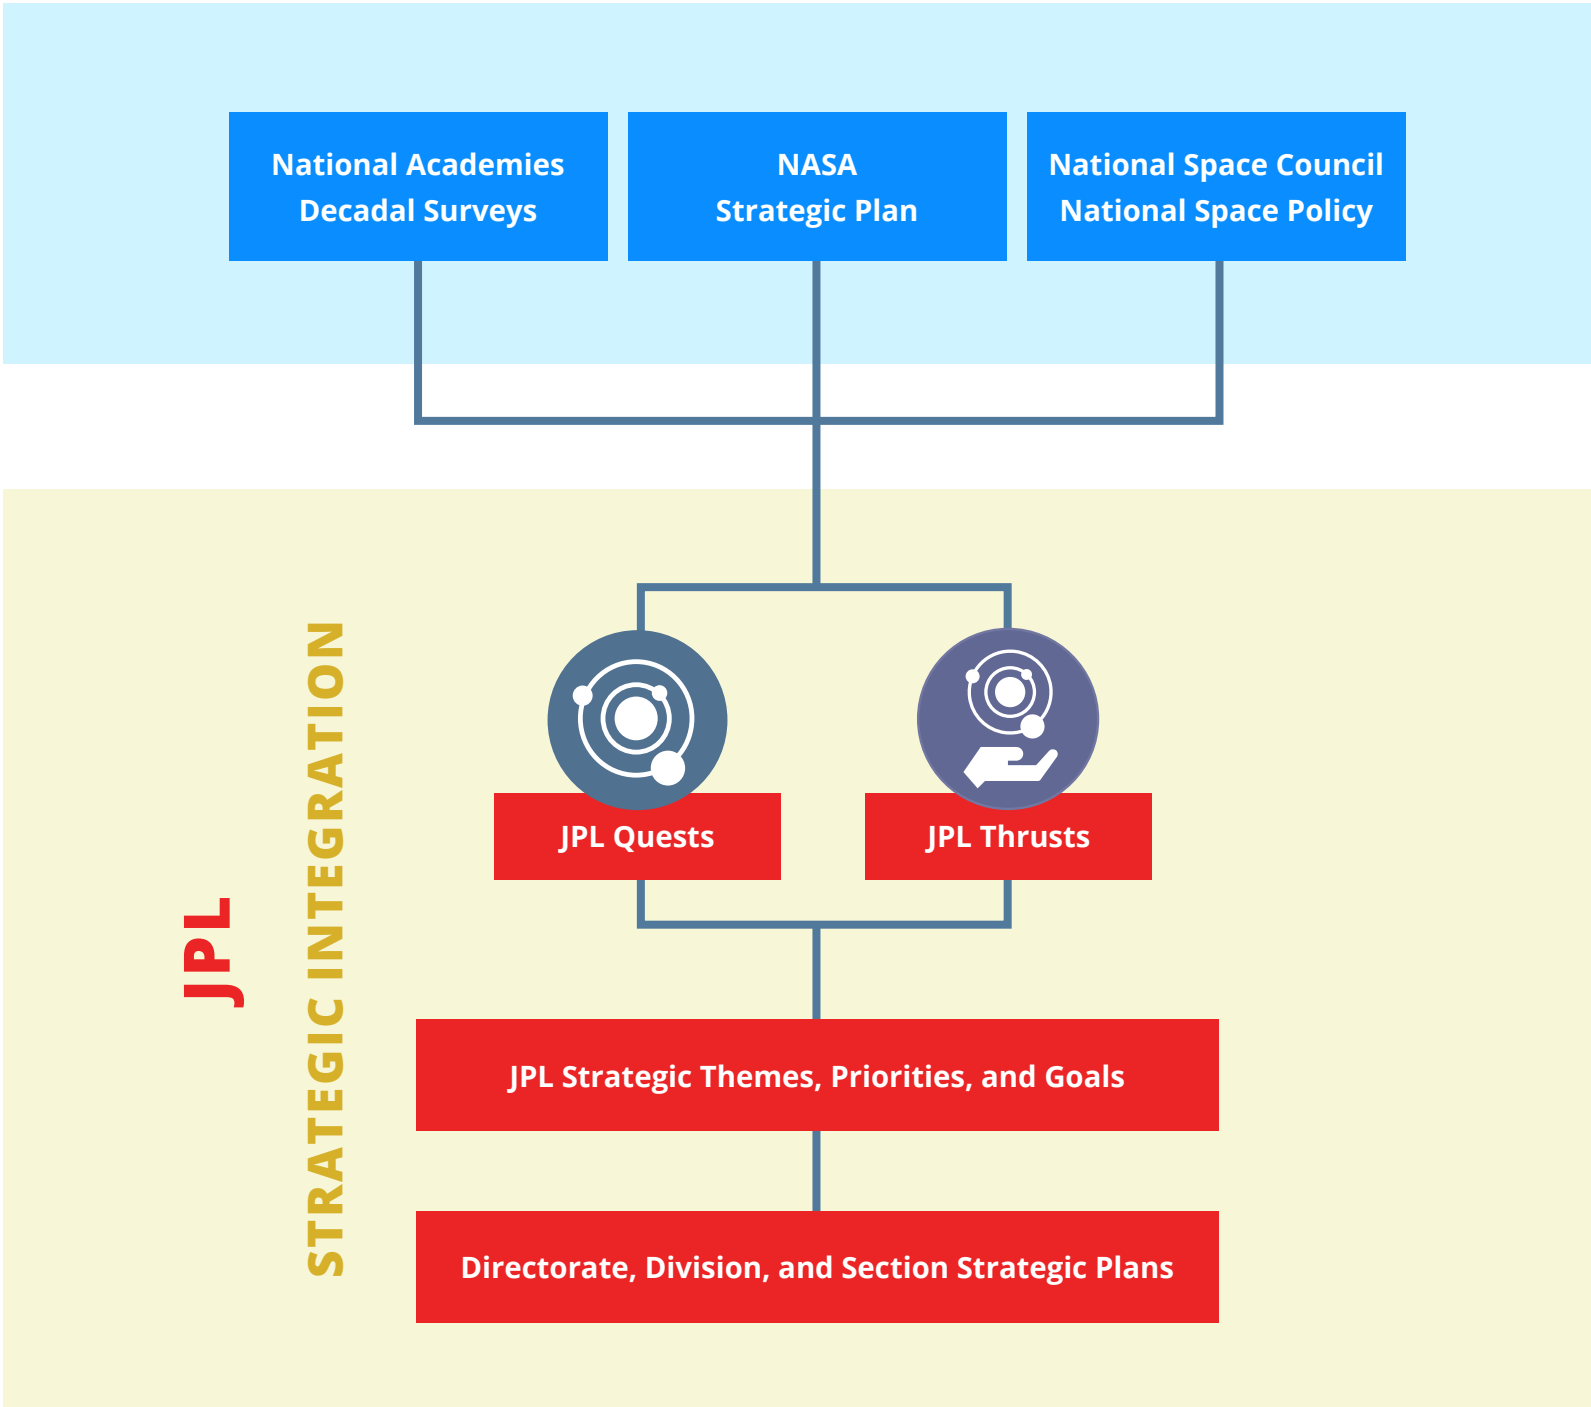 National Academies
Decadal Surveys
NASA
Strategic Plan
National Space Council
National Space Policy
JPL
STRATEGIC INTEGRATION
JPL Quests
JPL Thrusts
JPL Strategic Themes, Priorities, and Goals
Directorate, Division, and Section Strategic Plans